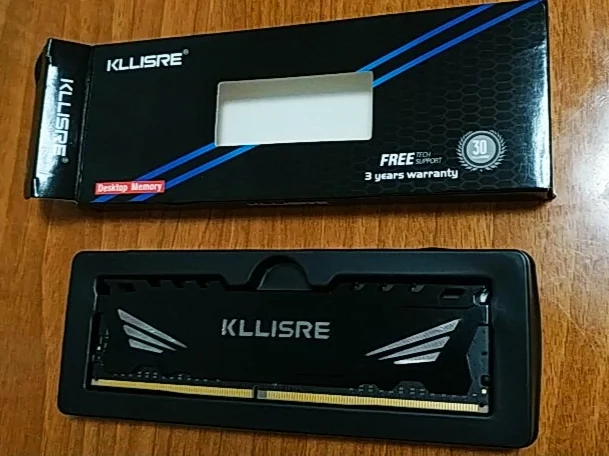 KLLISRE®
KLLISRE®
FREE TECH SUPPORT
30
3 years warranty
Desktop Memory
KLLISRE